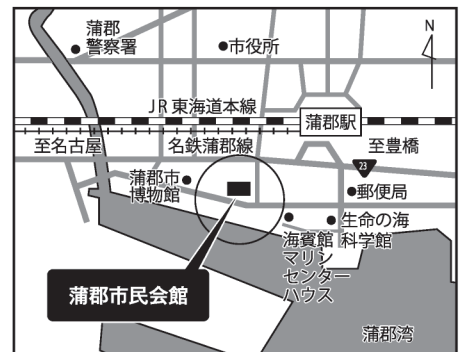 蒲郡
警察署
市役所
N
JR東海道本線
蒲郡駅
至名古屋
名鉄蒲郡線
至豊橋
23
蒲郡市
博物館
郵便局
海賓館
マリン
センター
ハウス
生命の海
科学館
蒲郡市民会館
蒲郡湾